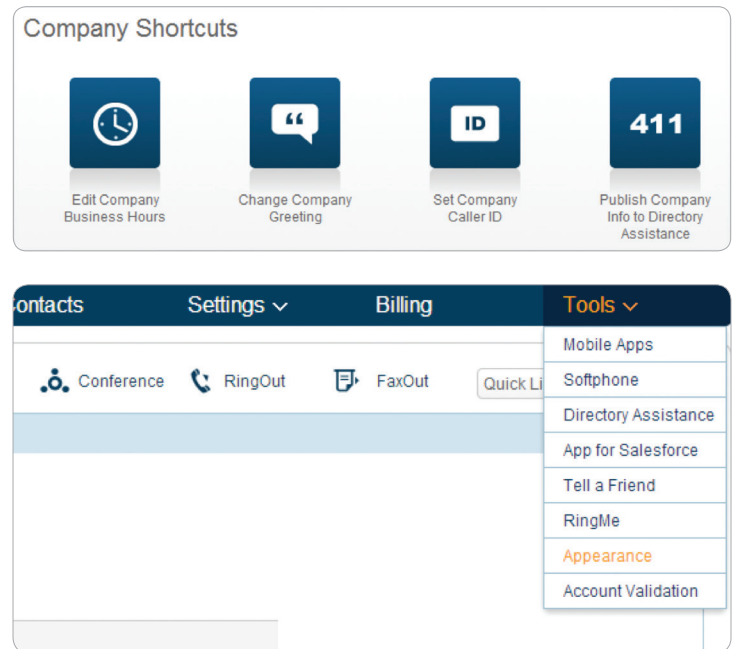 Company Shortcuts
“
ID
411
Edit Company
Business Hours
Change Company
Greeting
Set Company
Caller ID
Publish Company
Info to Directory
Assistance
ontacts Settings Billing Tools
Conference RingOut FaxOut Quick Li
Mobile Apps
Softphone
Directory Assistance
App for Salesforce
Tell a Friend
RingMe
Appearance
Account Validation